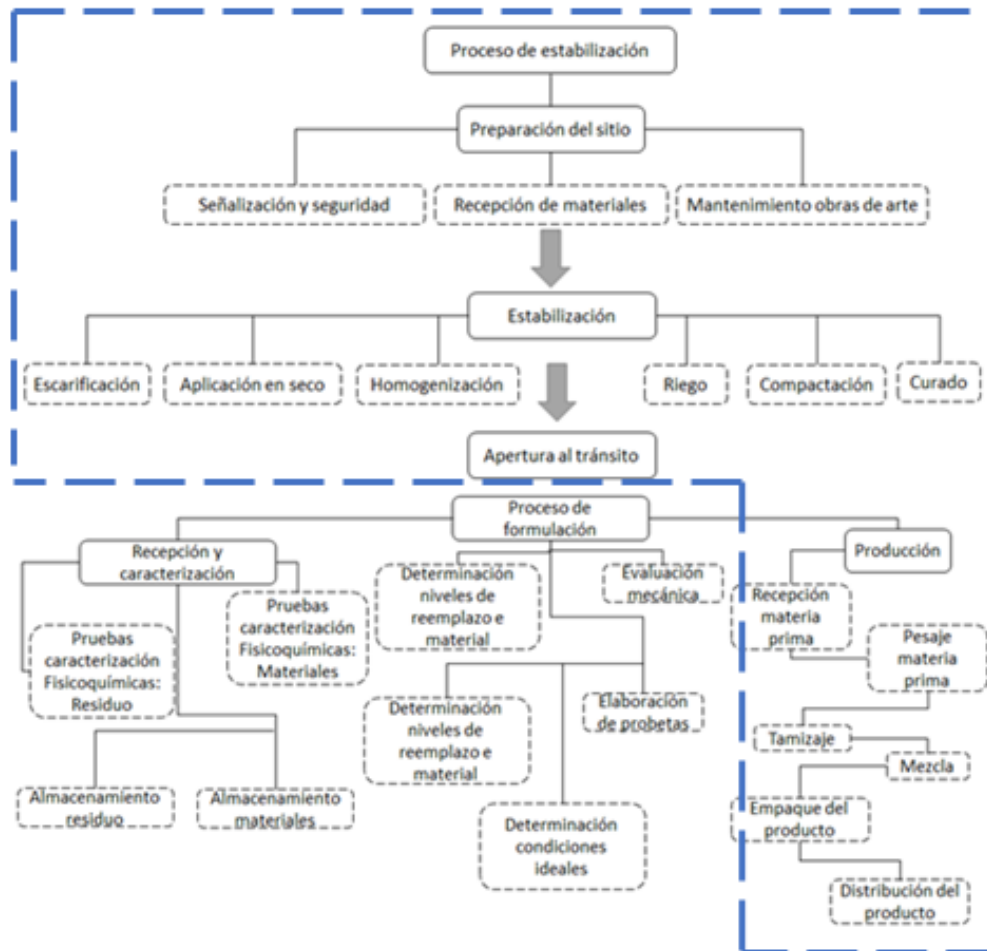 Proceso de estabilización
Preparación del sitio
Señalización y seguridad
Recepción de materiales
Mantenimiento obras de arte
Estabilización
Escarificación
Aplicación en seco
Homogenización
Riego
Compactación
Curado
Apertura al tránsito
Proceso de
formulación
Recepción y
caracterización
Pruebas
caracterización
Fisicoquímicas:
Residuo
Pruebas
caracterización
Fisicoquímicas:
Materiales
Almacenamiento
residuo
Almacenamiento
materiales
Determinación
niveles de
reemplazo e
material
Evaluación
mecánica
Determinación
niveles de
reemplazo e
material
Elaboración
de probetas
Determinación
condiciones
ideales
Producción
Recepción
materia
prima
Pesaje
materia
prima
Tamizaje
Mezcla
Empaque del
producto
Distribución del
producto